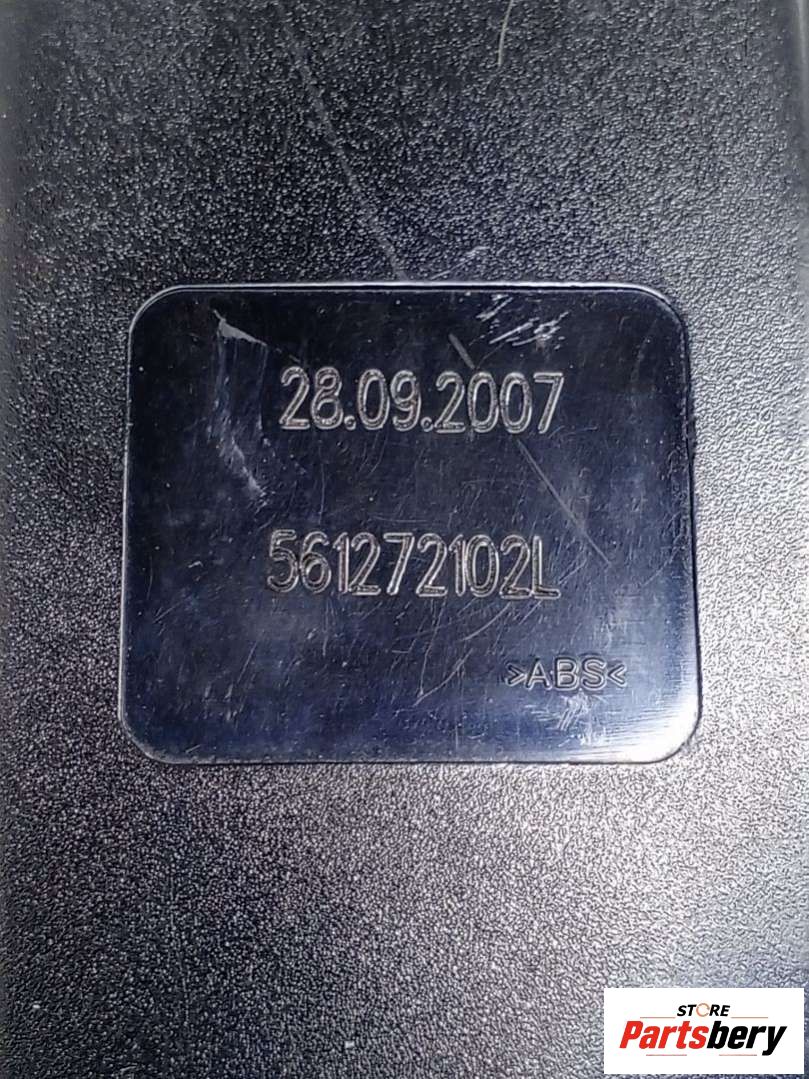 28.09.2007
561272102L
>ABS<
STORE
Partsbery